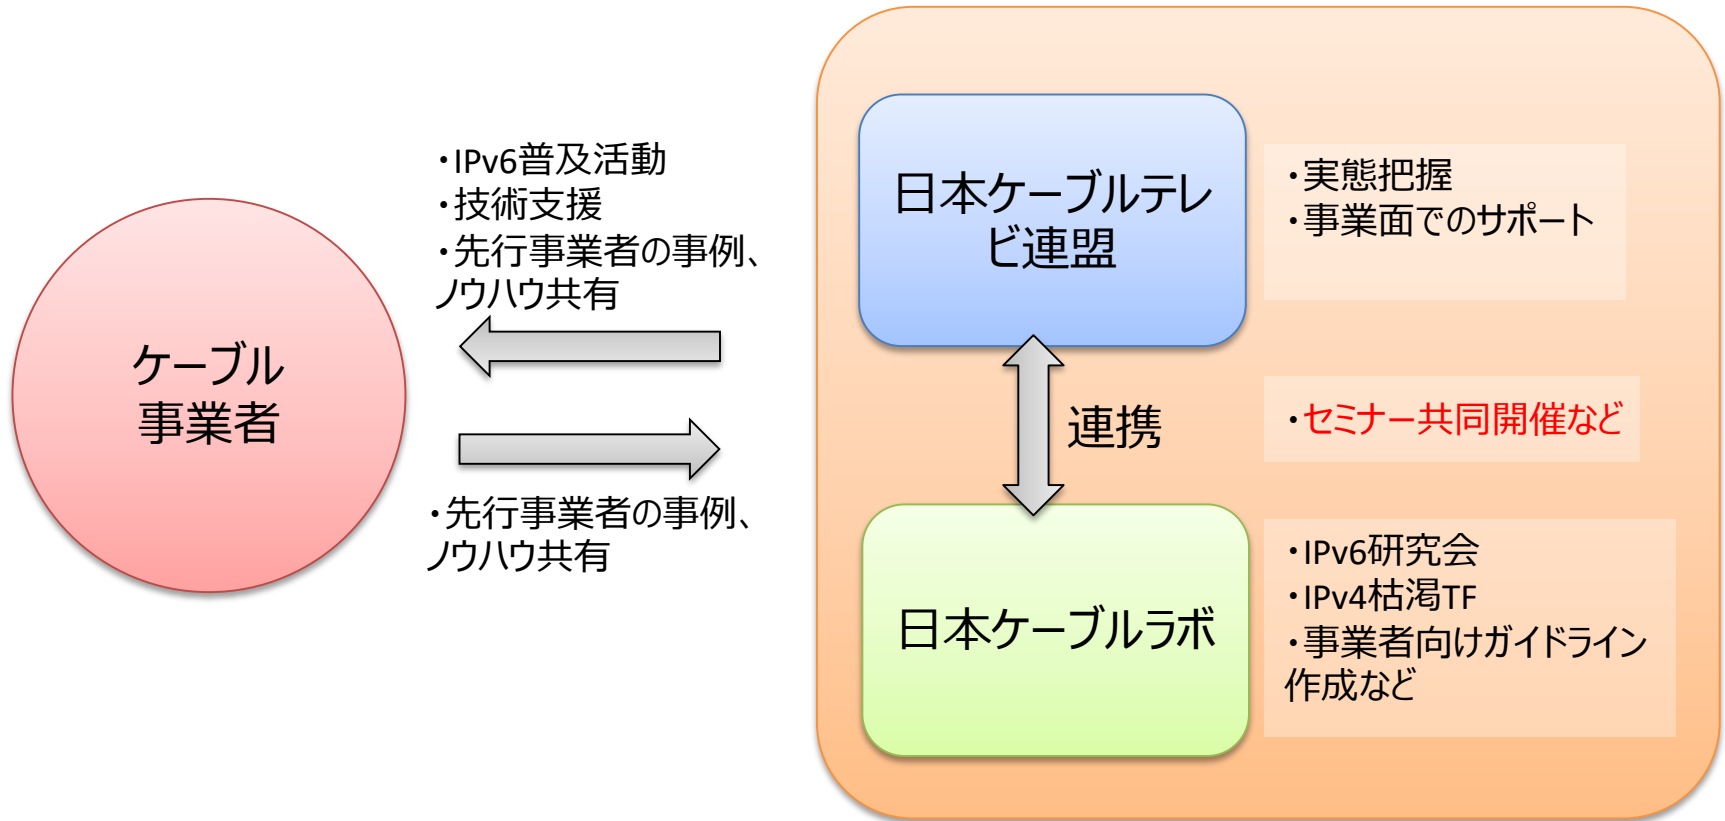 ・IPv6普及活動
・技術支援
・先行事業者の事例、
ノウハウ共有
ケーブル
事業者
・先行事業者の事例、
ノウハウ共有
日本ケーブルテレ
ビ連盟
・実態把握
・事業面でのサポート
連携
・セミナー共同開催など
日本ケーブルラボ
・IPv6研究会
・IPv4枯渇TF
・事業者向けガイドライン
作成など